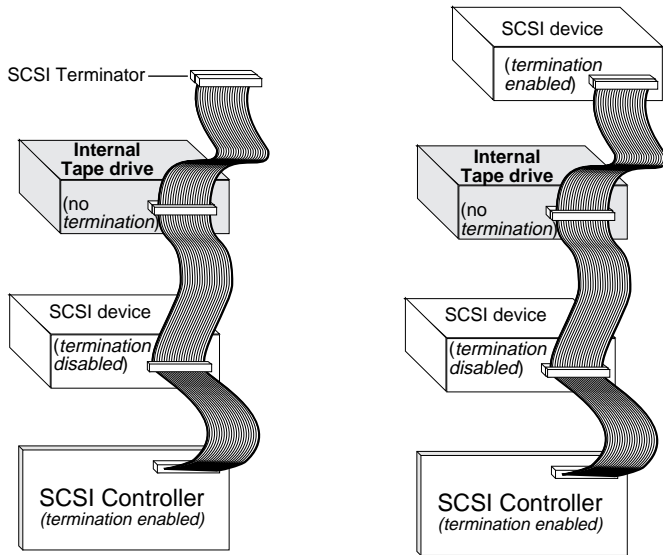 SCSI Terminator
Internal
Tape drive
(no
termination)
SCSI device
(termination
disabled)
SCSI Controller
(termination enabled)
SCSI device
(termination
enabled)
Internal
Tape drive
(no
termination)
SCSI device
(termination
disabled)
SCSI Controller
(termination enabled)